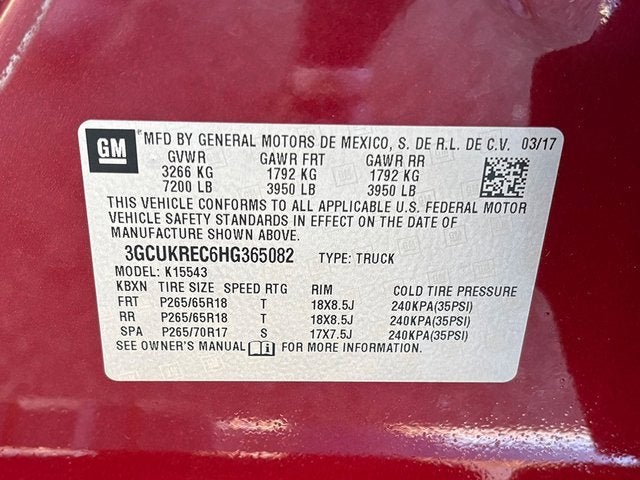 GM MFD BY GENERAL MOTORS DE MEXICO, S. DE R.L. DE C.V. 03/17
GVWR GAWR FRT GAWR RR
3266 KG 1792 KG 1792 KG
7200 LB 3950 LB 3950 LB
THIS VEHICLE CONFORMS TO ALL APPLICABLE U.S. FEDERAL MOTOR
VEHICLE SAFETY STANDARDS IN EFFECT ON THE DATE OF
MANUFACTURE SHOWN ABOVE.
3GCUKREC6HG365082 TYPE: TRUCK
MODEL: K15543
KBXN TIRE SIZE SPEED RTG RIM COLD TIRE PRESSURE
FRT P265/65R18 T 18X8.5J 240KPA(35PSI)
RR P265/65R18 T 18X8.5J 240KPA(35PSI)
SPA P265/70R17 S 17X7.5J 240KPA(35PSI)
SEE OWNER'S MANUAL FOR MORE INFORMATION.